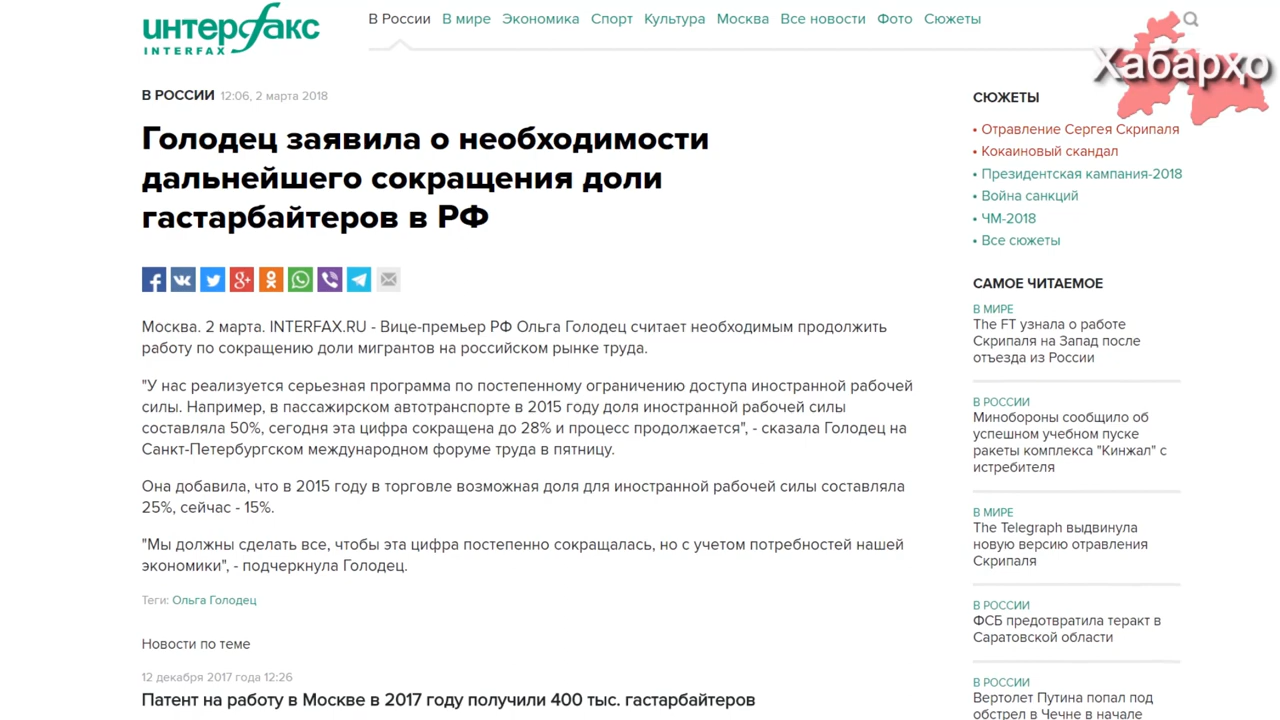 интерфакс
INTERFAX
В России В мире Экономика Спорт Культура Москва Все новости Фото Сюжеты
Хабарҳо
В РОССИИ 12:06, 2 марта 2018
Голодец заявила о необходимости
дальнейшего сокращения доли
гастарбайтеров в РФ
Москва. 2 марта. INTERFAX.RU - Вице-премьер РФ Ольга Голодец считает необходимым продолжить
работу по сокращению доли мигрантов на российском рынке труда.
"У нас реализуется серьезная программа по постепенному ограничению доступа иностранной рабочей
силы. Например, в пассажирском автотранспорте в 2015 году доля иностранной рабочей силы
составляла 50%, сегодня эта цифра сокращена до 28% и процесс продолжается", - сказала Голодец на
Санкт-Петербургском международном форуме труда в пятницу.
Она добавила, что в 2015 году в торговле возможная доля для иностранной рабочей силы составляла
25%, сейчас - 15%.
"Мы должны сделать все, чтобы эта цифра постепенно сокращалась, но с учетом потребностей нашей
экономики", - подчеркнула Голодец.
Теги: Ольга Голодец
Новости по теме
12 декабря 2017 года 12:26
Патент на работу в Москве в 2017 году получили 400 тыс. гастарбайтеров
СЮЖЕТЫ
• Отравление Сергея Скрипаля
• Кокаиновый скандал
• Президентская кампания-2018
• Война санкций
• ЧМ-2018
• Все сюжеты
САМОЕ ЧИТАЕМОЕ
В МИРЕ
The FT узнала о работе
Скрипаля на Запад после
отъезда из России
В РОССИИ
Минобороны сообщило об
успешном учебном пуске
ракеты комплекса "Кинжал" с
истребителя
В МИРЕ
The Telegraph выдвинула
новую версию отравления
Скрипаля
В РОССИИ
ФСБ предотвратила теракт в
Саратовской области
В РОССИИ
Вертолет Путина попал под
обстрел в Чечне в начале